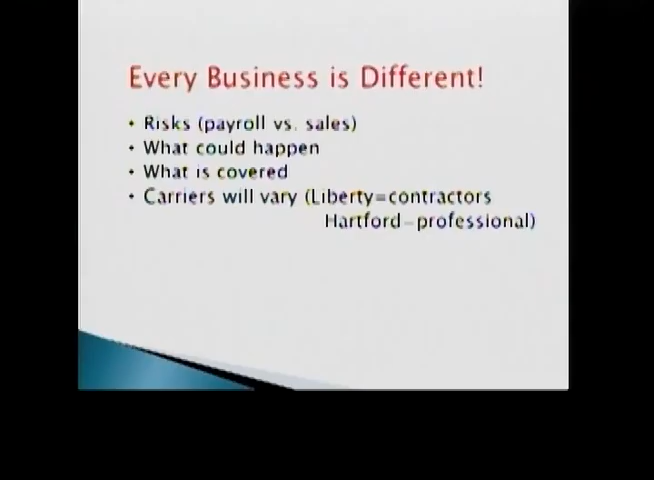 Every Business is Different!
• Risks (payroll vs. sales)
• What could happen
• What is covered
• Carriers will vary (Liberty=contractors
Hartford=professional)